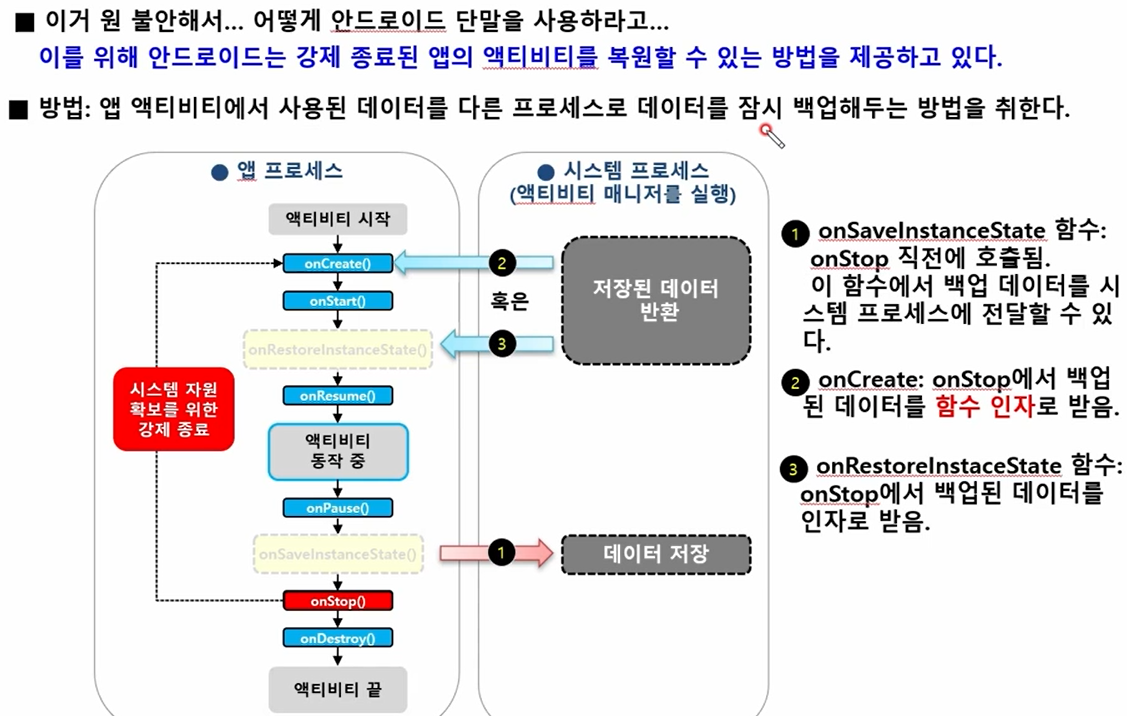 ■ 이거 원 불안해서... 어떻게 안드로이드 단말을 사용하라고...
이를 위해 안드로이드는 강제 종료된 앱의 액티비티를 복원할 수 있는 방법을 제공하고 있다.
■ 방법: 앱 액티비티에서 사용된 데이터를 다른 프로세스로 데이터를 잠시 백업해두는 방법을 취한다.
● 앱 프로세스
액티비티 시작
onCreate()
onStart()
onRestoreInstanceState()
onResume()
액티비티
동작 중
onPause()
onSaveInstanceState()
onStop()
onDestroy()
액티비티 끝
시스템 자원
확보를 위한
강제 종료
● 시스템 프로세스
(액티비티 매니저를 실행)
2
혹은
3
저장된 데이터
반환
1
데이터 저장
1 onSaveInstanceState 함수:
onStop 직전에 호출됨.
이 함수에서 백업 데이터를 시
스템 프로세스에 전달할 수 있
다.
2 onCreate: onStop에서 백업
된 데이터를 함수 인자로 받음.
3 onRestoreInstaceState 함수:
onStop에서 백업된 데이터를
인자로 받음.